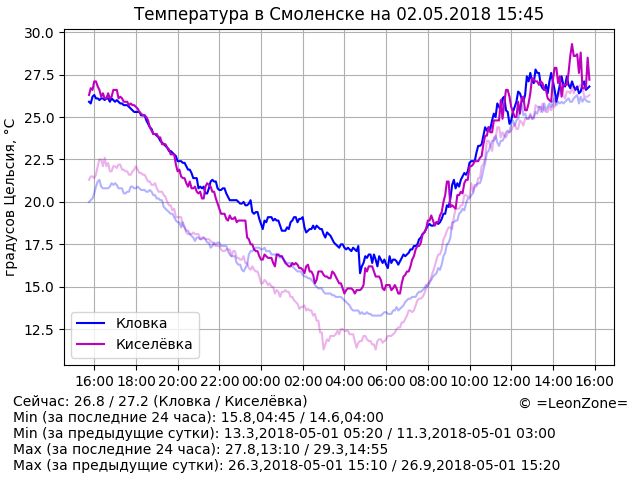 Температура в Смоленске на 02.05.2018 15:45
30.0
27.5
25.0
22.5
20.0
17.5
15.0
12.5
градусов Цельсия, °C
Кловка
Киселёвка
16:00 18:00 20:00 22:00 00:00 02:00 04:00 06:00 08:00 10:00 12:00 14:00 16:00
Сейчас: 26.8 / 27.2 (Кловка / Киселёвка)
© =LeonZone=
Min (за последние 24 часа): 15.8,04:45 / 14.6,04:00
Min (за предыдущие сутки): 13.3,2018-05-01 05:20 / 11.3,2018-05-01 03:00
Max (за последние 24 часа): 27.8,13:10 / 29.3,14:55
Max (за предыдущие сутки): 26.3,2018-05-01 15:10 / 26.9,2018-05-01 15:20